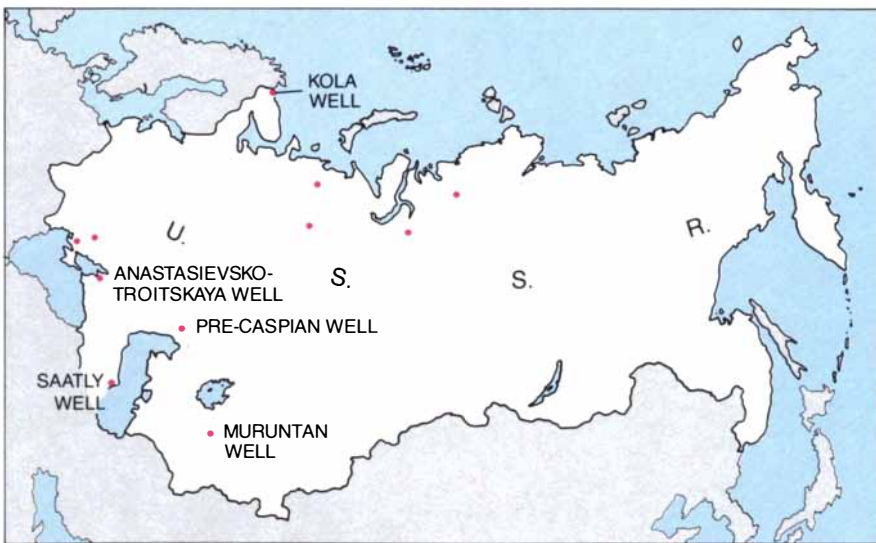 KOLA
WELL
U.
S.
S.
R.
ANASTASIEVSKO-
TROITSKAYA WELL
PRE-CASPIAN WELL
SAATLY
WELL
MURUNTAN
WELL